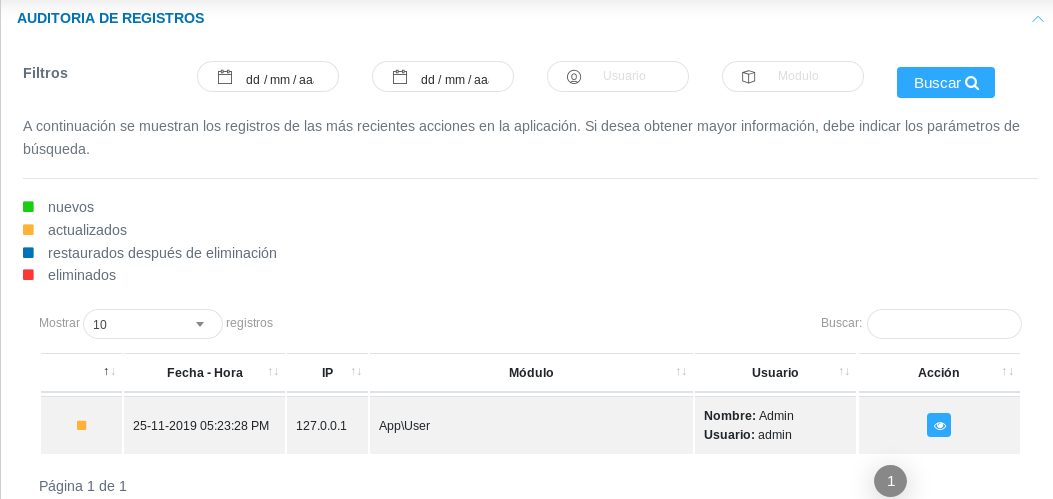 AUDITORIA DE REGISTROS
Filtros dd / mm / aa dd / mm / aa Usuario Modulo Buscar
A continuación se muestran los registros de las más recientes acciones en la aplicación. Si desea obtener mayor información, debe indicar los parámetros de
búsqueda.
nuevos
actualizados
restaurados después de eliminación
eliminados
Mostrar 10 registros Buscar:
Fecha - Hora IP Módulo Usuario Acción
25-11-2019 05:23:28 PM 127.0.0.1 App\User Nombre: Admin
Usuario: admin
Página 1 de 1 1